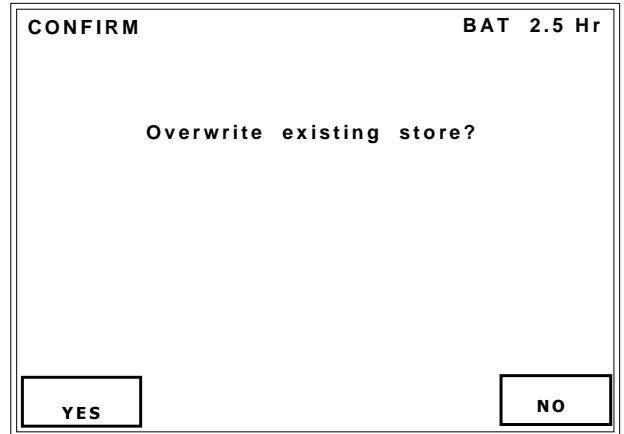 CONFIRM BAT 2.5 Hr
Overwrite existing store?
YES NO